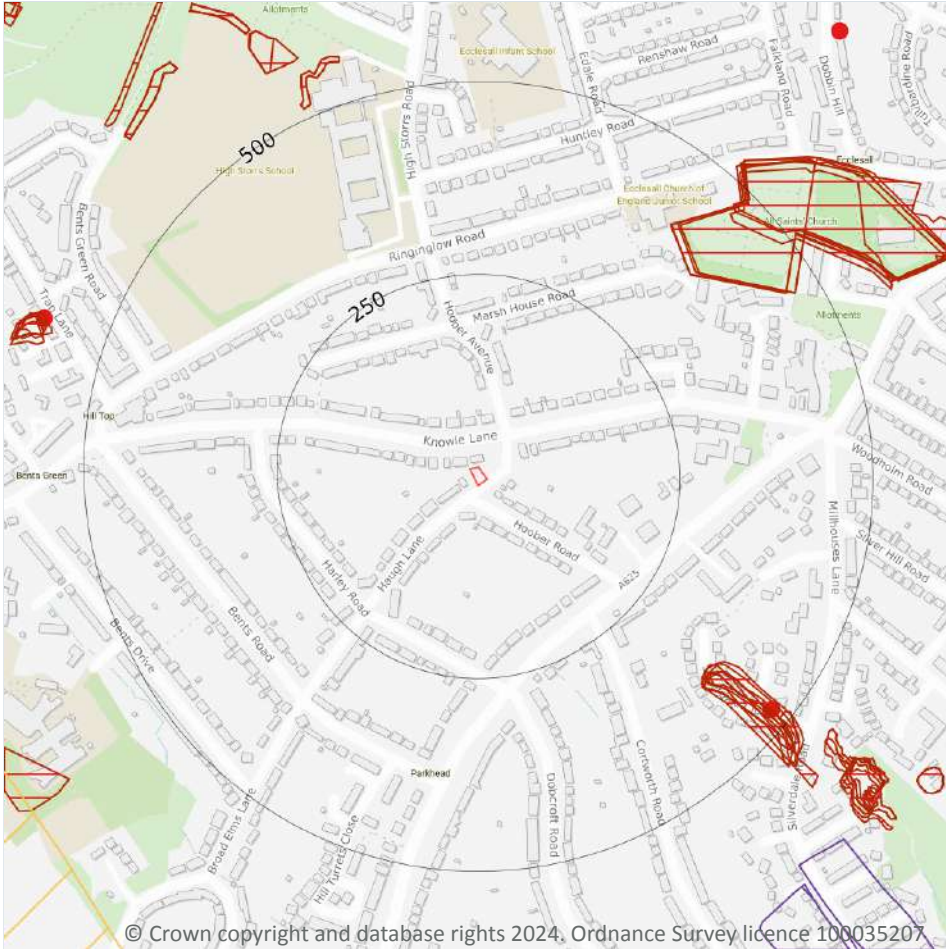 Allotments
Ecclesall Infant School
Renshaw Road
Edale Road
Falkland Road
Dobbin Hill
High Storrs Road
Huntley Road
500
High Storrs School
Ecclesall
Ecclesall Church of
England Junior School
All Saints' Church
Bents Green Road
Ringinglow Road
Trap Lane
250
Marsh House Road
Hoober Avenue
Allotments
Hill Top
Knowle Lane
Bents Green
Woodholm Road
Millhouses Lane
Silver Hill Road
Hoober Road
Haugh Lane
Harley Road
A625
Bents Road
Bents Drive
Parkhead
Cortworth Road
Dobcroft Road
Silverdale Road
Broad Elms Lane
Hill Turrets Close
© Crown copyright and database rights 2024. Ordnance Survey licence 100035207.